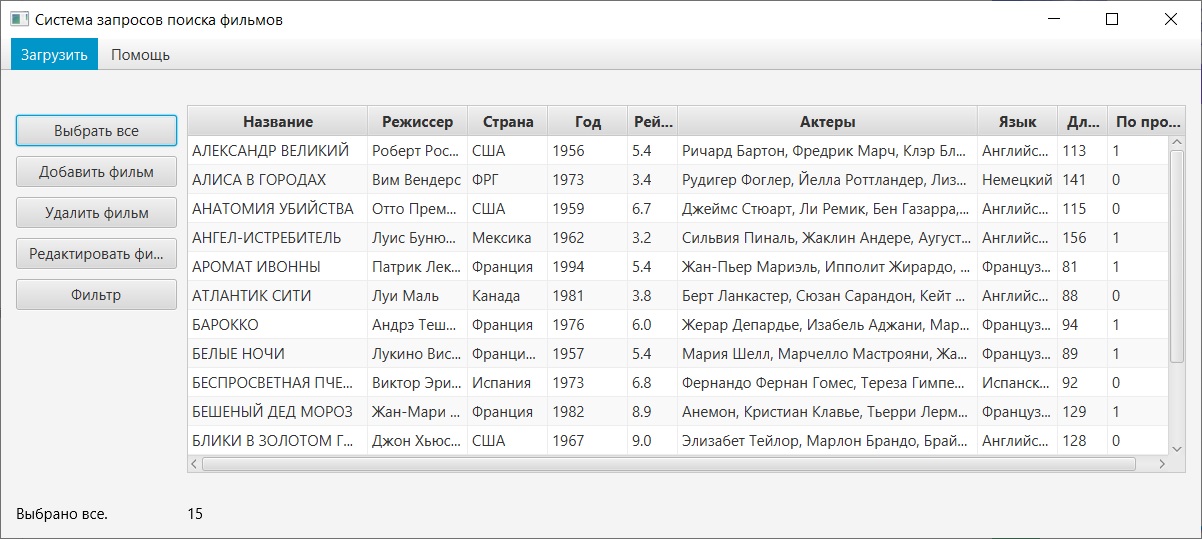 Система запросов поиска фильмов
Загрузить Помощь
Выбрать все
Добавить фильм
Удалить фильм
Редактировать фи...
Фильтр
Название Режиссер Страна Год Рей... Актеры Язык Дл... По про...
АЛЕКСАНДР ВЕЛИКИЙ Роберт Рос... США 1956 5.4 Ричард Бартон, Фредрик Марч, Клэр Бл... Английс... 113 1
АЛИСА В ГОРОДАХ Вим Вендерс ФРГ 1973 3.4 Рудигер Фоглер, Йелла Роттландер, Лиз... Немецкий 141 0
АНАТОМИЯ УБИЙСТВА Отто Прем... США 1959 6.7 Джеймс Стюарт, Ли Ремик, Бен Газарра,... Английс... 115 0
АНГЕЛ-ИСТРЕБИТЕЛЬ Луис Буню... Мексика 1962 3.2 Сильвия Пиналь, Жаклин Андере, Аугуст... Английс... 156 1
АРОМАТ ИВОННЫ Патрик Лек... Франция 1994 5.4 Жан-Пьер Мариэль, Ипполит Жирардо, ... Француз... 81 1
АТЛАНТИК СИТИ Луи Маль Канада 1981 3.8 Берт Ланкастер, Сюзан Сарандон, Кейт ... Английс... 88 0
БАРОККО Андрэ Теш... Франция 1976 6.0 Жерар Депардье, Изабель Аджани, Мар... Француз... 94 1
БЕЛЫЕ НОЧИ Лукино Вис... Франци... 1957 5.4 Мария Шелл, Марчелло Мастрояни, Жа... Француз... 89 1
БЕСПРОСВЕТНАЯ ПЧЕ... Виктор Эри... Испания 1973 6.8 Фернандо Фернан Гомес, Тереза Гимпе... Испанск... 92 0
БЕШЕНЫЙ ДЕД МОРОЗ Жан-Мари ... Франция 1982 8.9 Анемон, Кристиан Клавье, Тьерри Лерм... Француз... 129 1
БЛИКИ В ЗОЛОТОМ Г... Джон Хьюс... США 1967 9.0 Элизабет Тейлор, Марлон Брандо, Брай... Английс... 128 0
Выбрано все. 15